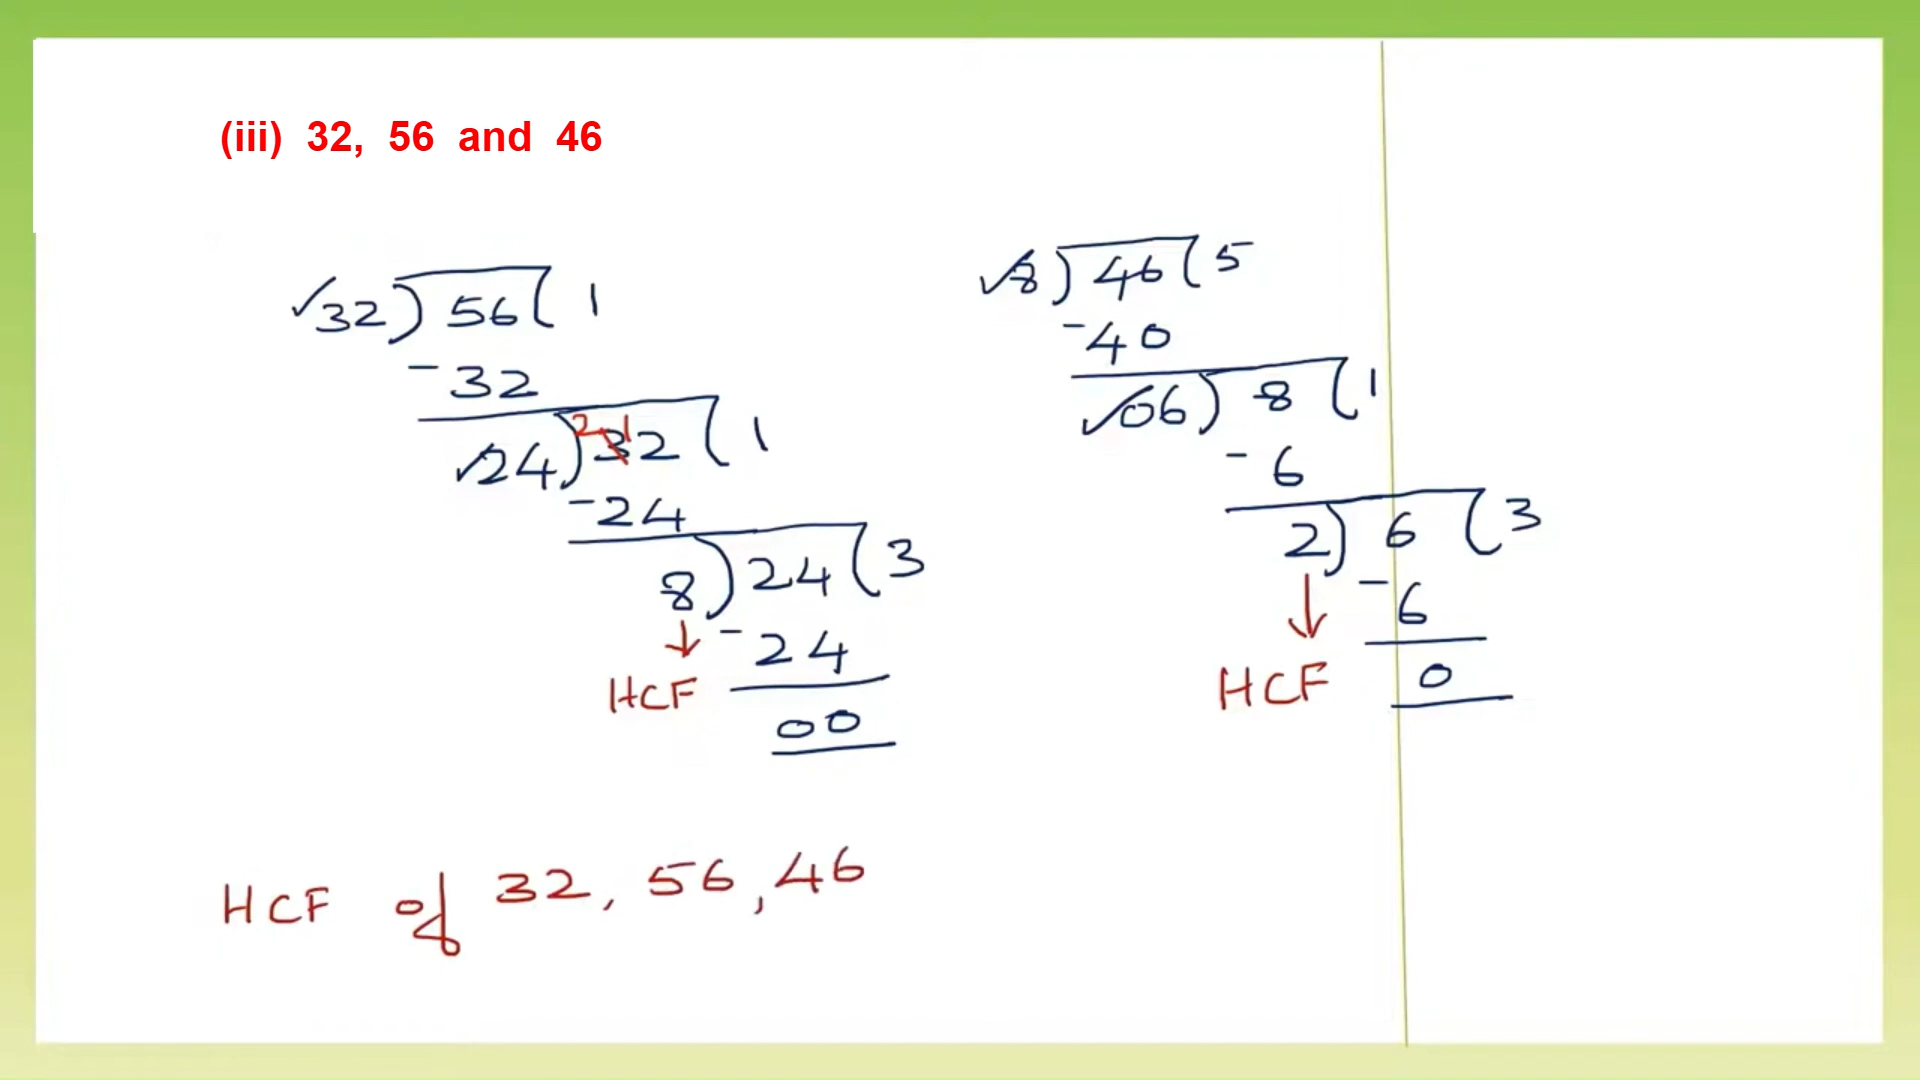 (iii) 32, 56 and 46
32) 56 ( 1
- 32
24) 32 ( 1
2 1
- 24
8) 24 ( 3
HCF
- 24
00
8) 46 ( 5
- 40
06) 8 ( 1
- 6
2) 6 ( 3
- 6
HCF
0
HCF of 32, 56, 46